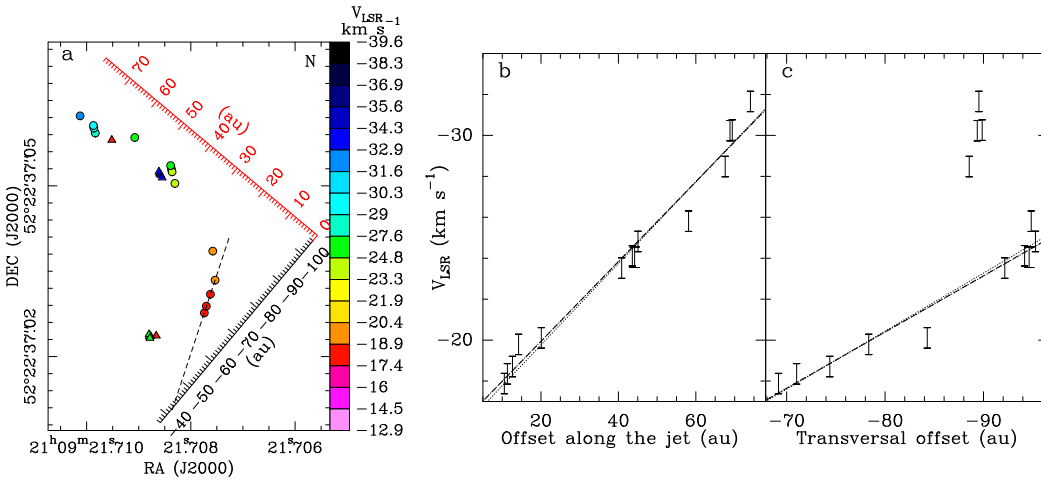 V_LSR
km s⁻¹
a
N
b
c
−39.6
−38.3
−36.9
−35.6
−34.3
−32.9
−31.6
−30.3
−29
−27.6
−24.8
−23.3
−21.9
−20.4
−18.9
−17.4
−16
−14.5
−12.9
70
60
50
40
30
20
10
0
(au)
−40 −50 −60 −70 −80 −90 −100
(au)
DEC (J2000)
52°22′37″.05
52°22′37″.02
21ʰ09ᵐ21ˢ.710
21ˢ.708
21ˢ.706
RA (J2000)
V_LSR (km s⁻¹)
−30
−20
20 40 60
Offset along the jet (au)
−70 −80 −90
Transversal offset (au)